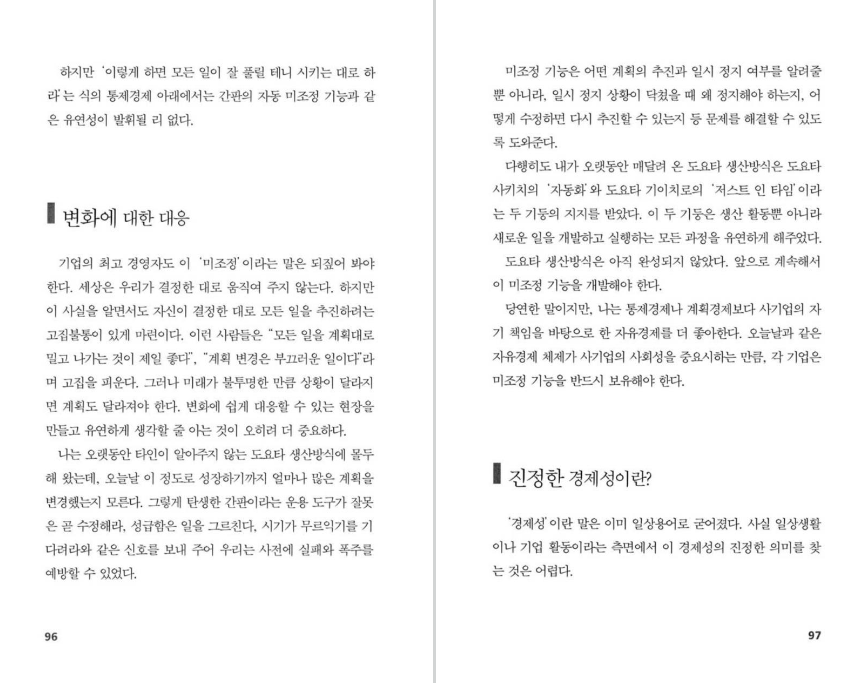 하지만 '이렇게 하면 모든 일이 잘 풀릴 테니 시키는 대로 하
라'는 식의 통제경제 아래에서는 간판의 자동 미조정 기능과 같
은 유연성이 발휘될 리 없다.
변화에 대한 대응
기업의 최고 경영자도 이 '미조정'이라는 말은 되짚어 봐야
한다. 세상은 우리가 결정한 대로 움직여 주지 않는다. 하지만
이 사실을 알면서도 자신이 결정한 대로 모든 일을 추진하려는
고집불통이 있게 마련이다. 이런 사람들은 "모든 일을 계획대로
밀고 나가는 것이 제일 좋다", "계획 변경은 부끄러운 일이다"라
며 고집을 피운다. 그러나 미래가 불투명한 만큼 상황이 달라지
면 계획도 달라져야 한다. 변화에 쉽게 대응할 수 있는 현장을
만들고 유연하게 생각할 줄 아는 것이 오히려 더 중요하다.
나는 오랫동안 타인이 알아주지 않는 도요타 생산방식에 몰두
해 왔는데, 오늘날 이 정도로 성장하기까지 얼마나 많은 계획을
변경했는지 모른다. 그렇게 탄생한 간판이라는 운용 도구가 잘못
은 곧 수정해라, 성급함은 일을 그르친다, 시기가 무르익기를 기
다려라와 같은 신호를 보내 주어 우리는 사전에 실패와 폭주를
예방할 수 있었다.
96
미조정 기능은 어떤 계획의 추진과 일시 정지 여부를 알려줄
뿐 아니라, 일시 정지 상황이 닥쳤을 때 왜 정지해야 하는지, 어
떻게 수정하면 다시 추진할 수 있는지 등 문제를 해결할 수 있도
록 도와준다.
다행히도 내가 오랫동안 매달려 온 도요타 생산방식은 도요타
사키치의 '자동화'와 도요타 기이치로의 '저스트 인 타임'이라
는 두 기둥의 지지를 받았다. 이 두 기둥은 생산 활동뿐 아니라
새로운 일을 개발하고 실행하는 모든 과정을 유연하게 해주었다.
도요타 생산방식은 아직 완성되지 않았다. 앞으로 계속해서
이 미조정 기능을 개발해야 한다.
당연한 말이지만, 나는 통제경제나 계획경제보다 사기업의 자
기 책임을 바탕으로 한 자유경제를 더 좋아한다. 오늘날과 같은
자유경제 체제가 사기업의 사회성을 중요시하는 만큼, 각 기업은
미조정 기능을 반드시 보유해야 한다.
진정한 경제성이란?
'경제성'이란 말은 이미 일상용어로 굳어졌다. 사실 일상생활
이나 기업 활동이라는 측면에서 이 경제성의 진정한 의미를 찾
는 것은 어렵다.
97